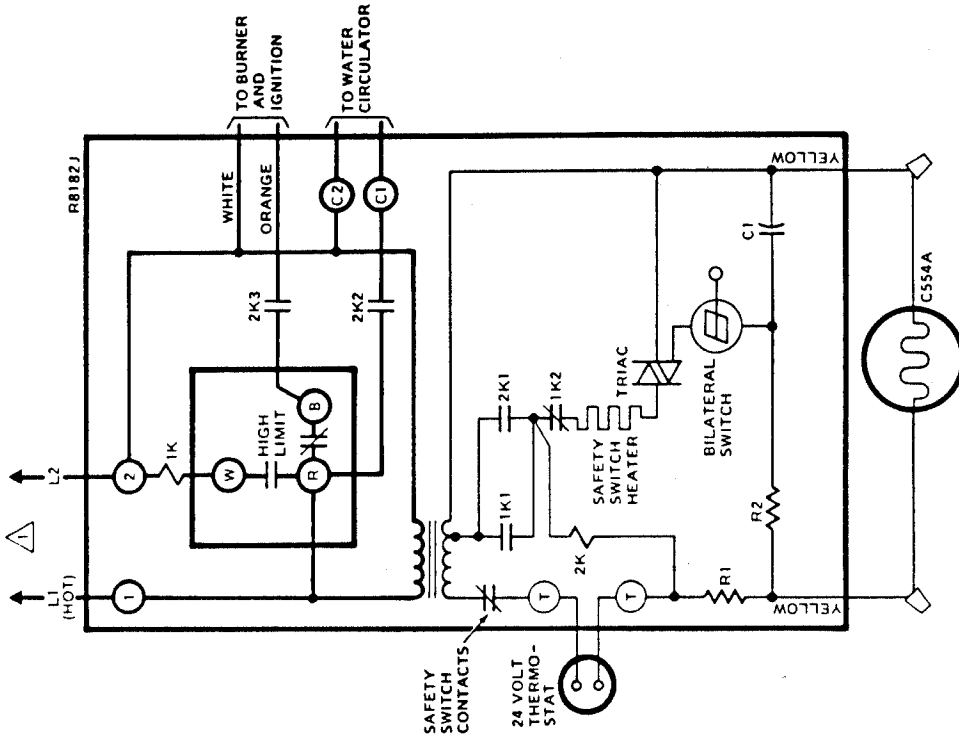 L1
(HOT)
1
L2
R8182J
1
2
WHITE
ORANGE
TO BURNER
AND
IGNITION
1K
W
HIGH
LIMIT
R
B
2K3
C2
C1
TO WATER
CIRCULATOR
2K2
SAFETY
SWITCH
CONTACTS
1K1
2K1
1K2
2K
SAFETY
SWITCH
HEATER
TRIAC
T
T
24 VOLT
THERMO-
STAT
BILATERAL
SWITCH
C1
R1
R2
YELLOW
YELLOW
C554A